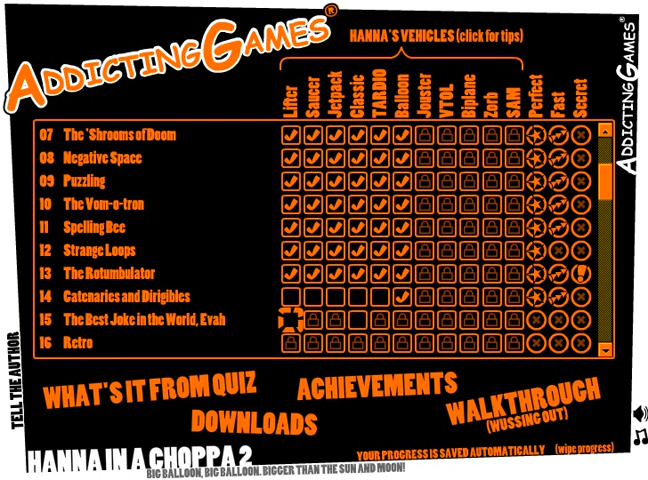 ADDICTINGGAMES®
HANNA'S VEHICLES (click for tips)
Lifter
Saucer
Jetpack
Classic
TARDIO
Balloon
Jouster
VTOL
Biplane
Zorb
SAM
Perfect
Fast
Secret
ADDICTINGGAMES®
07 The 'Shrooms of Doom
08 Negative Space
09 Puzzling
10 The Vom-o-tron
11 Spelling Bee
12 Strange Loops
13 The Rotumbulator
14 Catenaries and Dirigibles
15 The Best Joke in the World, Evah
16 Retro
TELL THE AUTHOR
WHAT'S IT FROM QUIZ
ACHIEVEMENTS
DOWNLOADS
WALKTHROUGH
(WUSSING OUT)
HANNA IN A CHOPPA 2
YOUR PROGRESS IS SAVED AUTOMATICALLY (wipe progress)
BIG BALLOON, BIG BALLOON. BIGGER THAN THE SUN AND MOON!